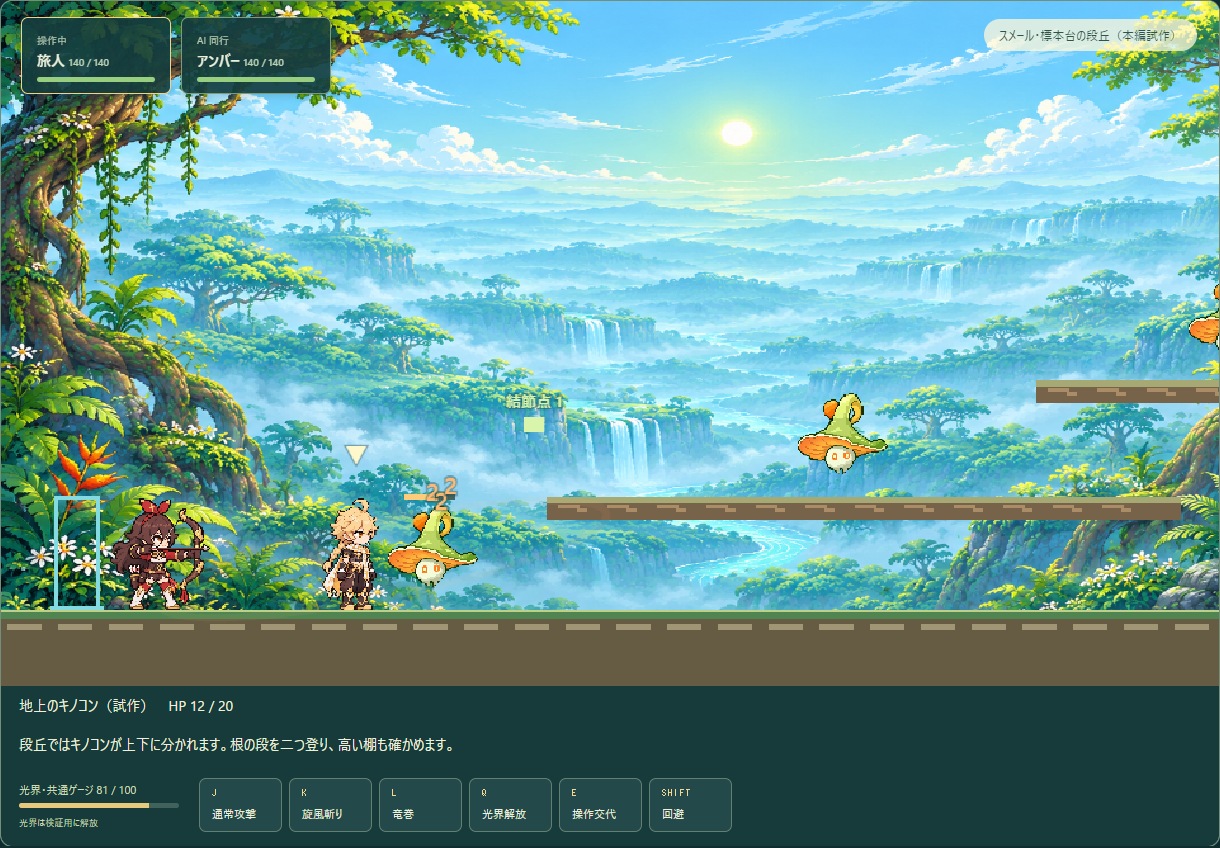 操作中
旅人 140 / 140
AI 同行
アンバー 140 / 140
スメール・標本台の段丘（本編試作）
結節点 1
2 2
2
地上のキノコン（試作） HP 12 / 20
段丘ではキノコンが上下に分かれます。根の段を二つ登り、高い棚も確かめます。
光界・共通ゲージ 81 / 100
光界は検証用に解放
J
通常攻撃
K
旋風斬り
L
竜巻
Q
光界解放
E
操作交代
SHIFT
回避